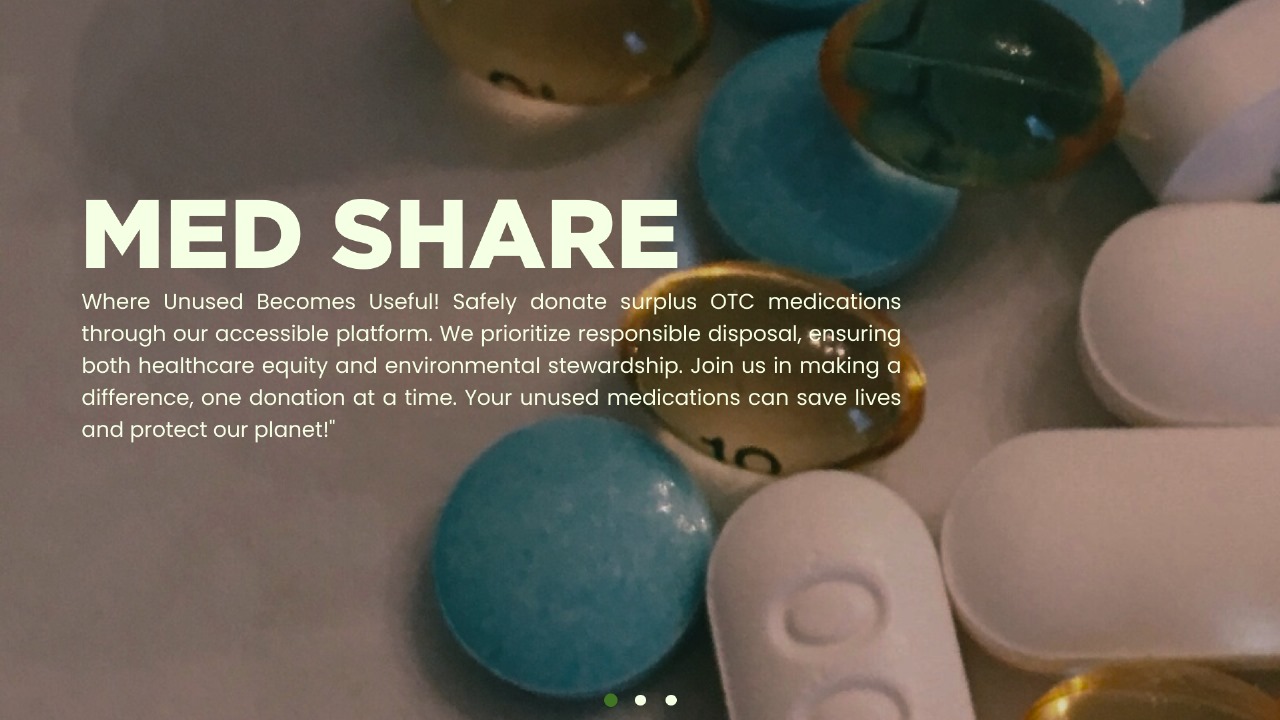 MED SHARE
Where Unused Becomes Useful! Safely donate surplus OTC medications
through our accessible platform. We prioritize responsible disposal, ensuring
both healthcare equity and environmental stewardship. Join us in making a
difference, one donation at a time. Your unused medications can save lives
and protect our planet!"
10